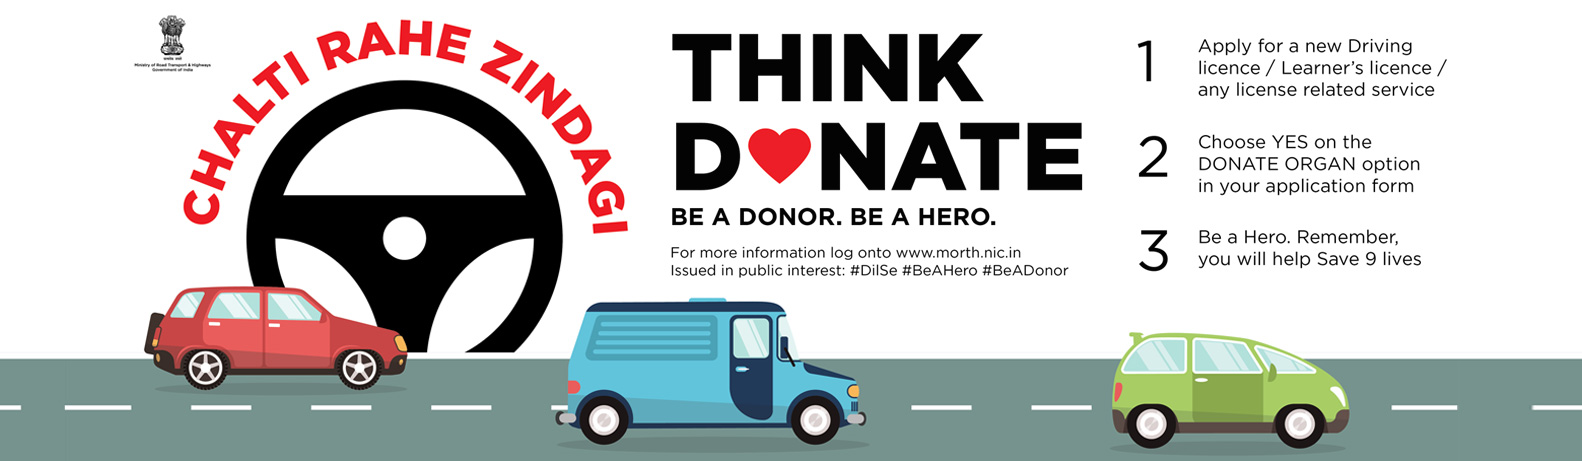 सत्यमेव जयते
Ministry of Road Transport & Highways
Government of India
CHALTI RAHE ZINDAGI
THINK
DONATE
BE A DONOR. BE A HERO.
For more information log onto www.morth.nic.in
Issued in public interest: #DilSe #BeAHero #BeADonor
1
Apply for a new Driving
licence / Learner’s licence /
any license related service
2
Choose YES on the
DONATE ORGAN option
in your application form
3
Be a Hero. Remember,
you will help Save 9 lives